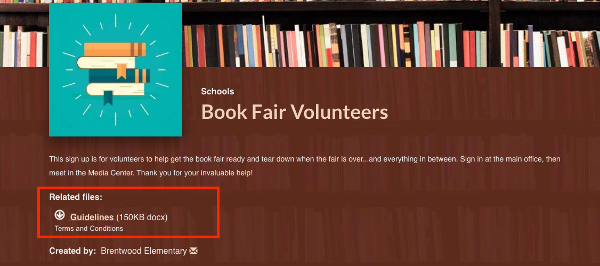 Schools
Book Fair Volunteers
This sign up is for volunteers to help get the book fair ready and tear down when the fair is over...and everything in between. Sign in at the main office, then
meet in the Media Center. Thank you for your invaluable help!
Related files:
Guidelines (150KB docx)
Terms and Conditions
Created by: Brentwood Elementary